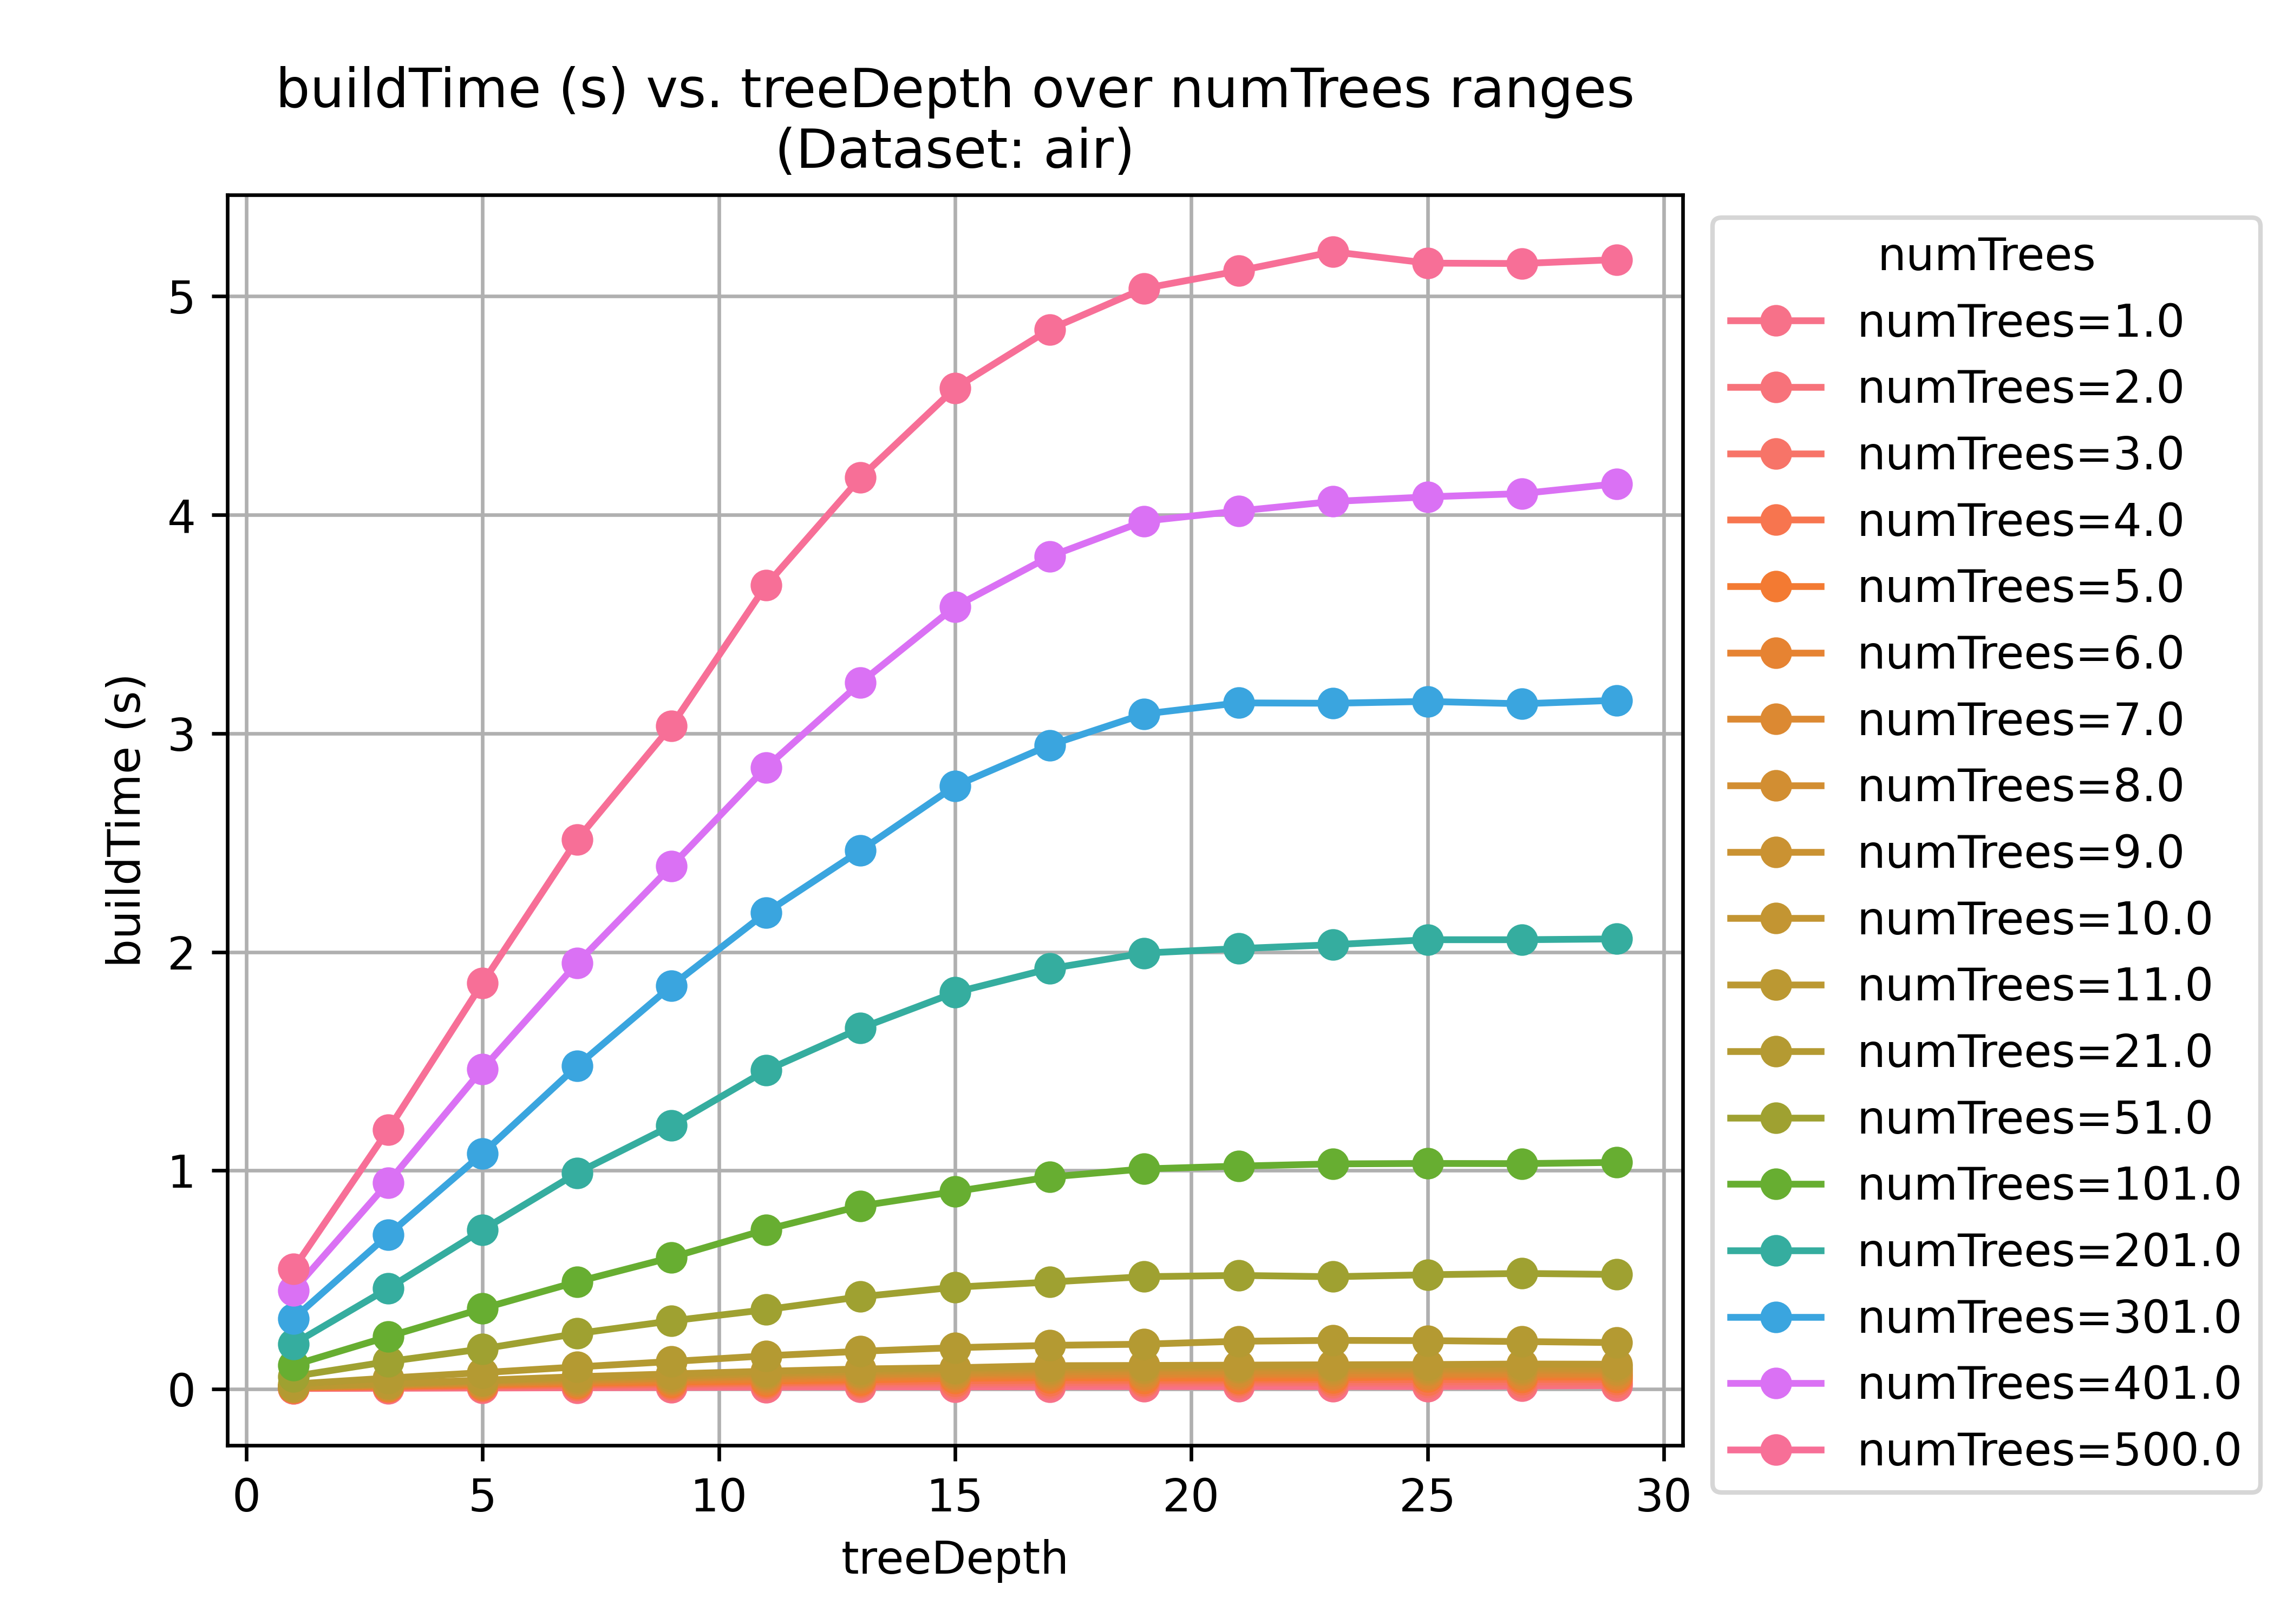 buildTime (s) vs. treeDepth over numTrees ranges
(Dataset: air)
buildTime (s)
5
4
3
2
1
0
0
5
10
15
20
25
30
treeDepth
numTrees
numTrees=1.0
numTrees=2.0
numTrees=3.0
numTrees=4.0
numTrees=5.0
numTrees=6.0
numTrees=7.0
numTrees=8.0
numTrees=9.0
numTrees=10.0
numTrees=11.0
numTrees=21.0
numTrees=51.0
numTrees=101.0
numTrees=201.0
numTrees=301.0
numTrees=401.0
numTrees=500.0